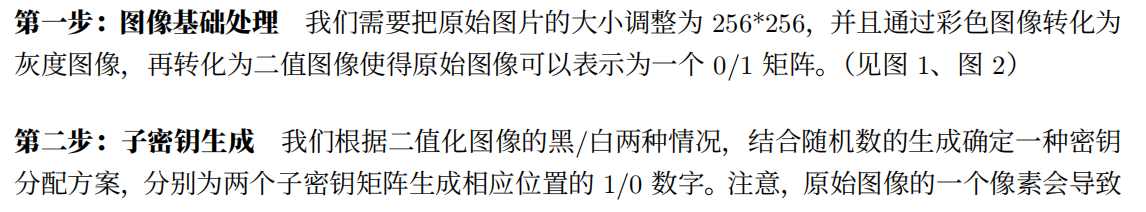 第一步：图像基础处理 我们需要把原始图片的大小调整为 256*256，并且通过彩色图像转化为
灰度图像，再转化为二值图像使得原始图像可以表示为一个 0/1 矩阵。（见图 1、图 2）
第二步：子密钥生成 我们根据二值化图像的黑/白两种情况，结合随机数的生成确定一种密钥
分配方案，分别为两个子密钥矩阵生成相应位置的 1/0 数字。注意，原始图像的一个像素会导致